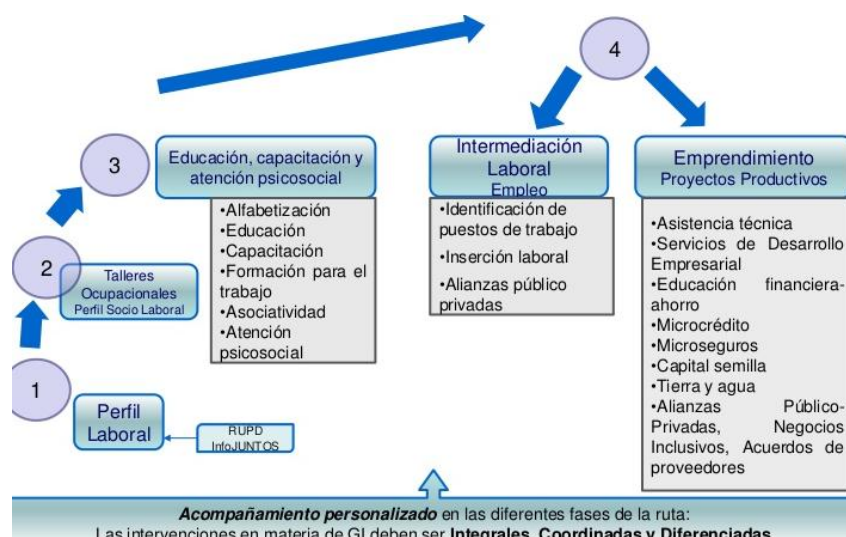 4
3
Educación, capacitación y
atención psicosocial
•Alfabetización
•Educación
•Capacitación
•Formación para el
trabajo
•Asociatividad
•Atención
psicosocial
Intermediación
Laboral
Empleo
•Identificación de
puestos de trabajo
•Inserción laboral
•Alianzas público
privadas
Emprendimiento
Proyectos Productivos
•Asistencia técnica
•Servicios de Desarrollo
Empresarial
•Educación financiera-
ahorro
•Microcrédito
•Microseguros
•Capital semilla
•Tierra y agua
•Alianzas Público-
Privadas, Negocios
Inclusivos, Acuerdos de
proveedores
2
Talleres
Ocupacionales
Perfil Socio Laboral
1
Perfil
Laboral
RUPD
InfoJUNTOS
Acompañamiento personalizado en las diferentes fases de la ruta:
Las intervenciones en materia de GI deben ser Integrales, Coordinadas y Diferenciadas